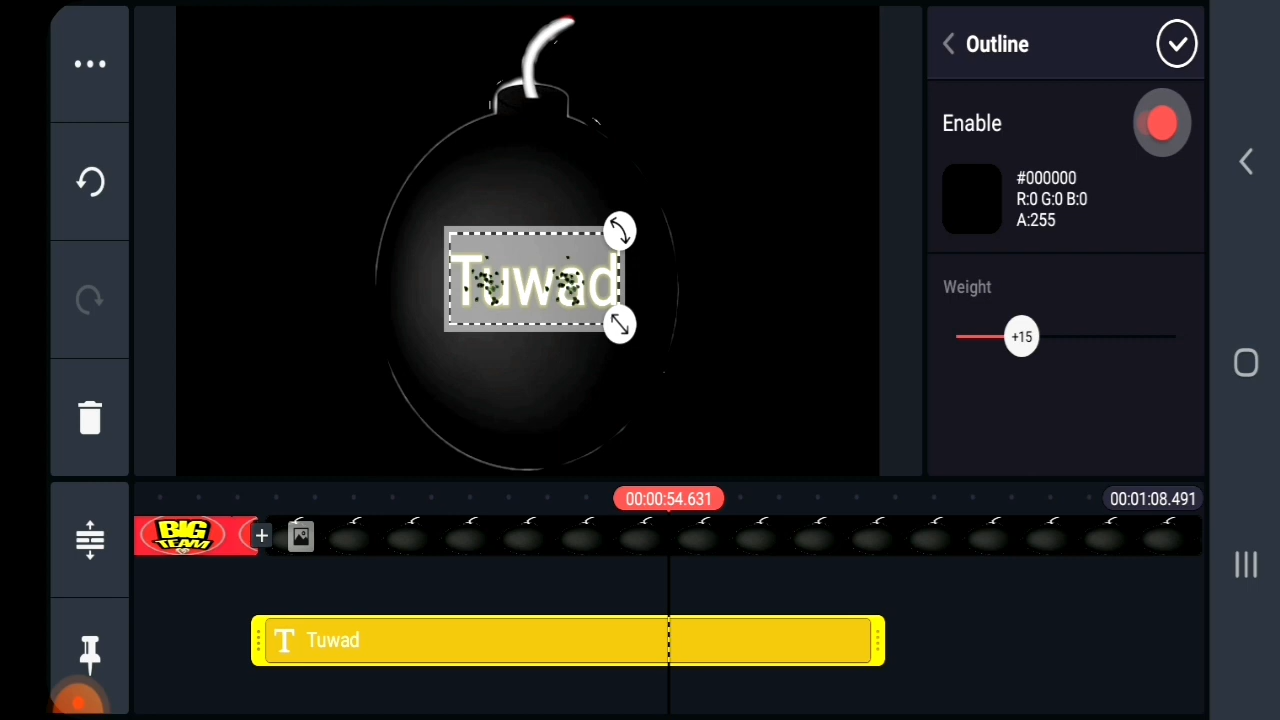 Outline
Enable
#000000
R:0 G:0 B:0
A:255
Tuwad
Weight
+15
00:00:54.631
00:01:08.491
BIG
TEAM
T Tuwad